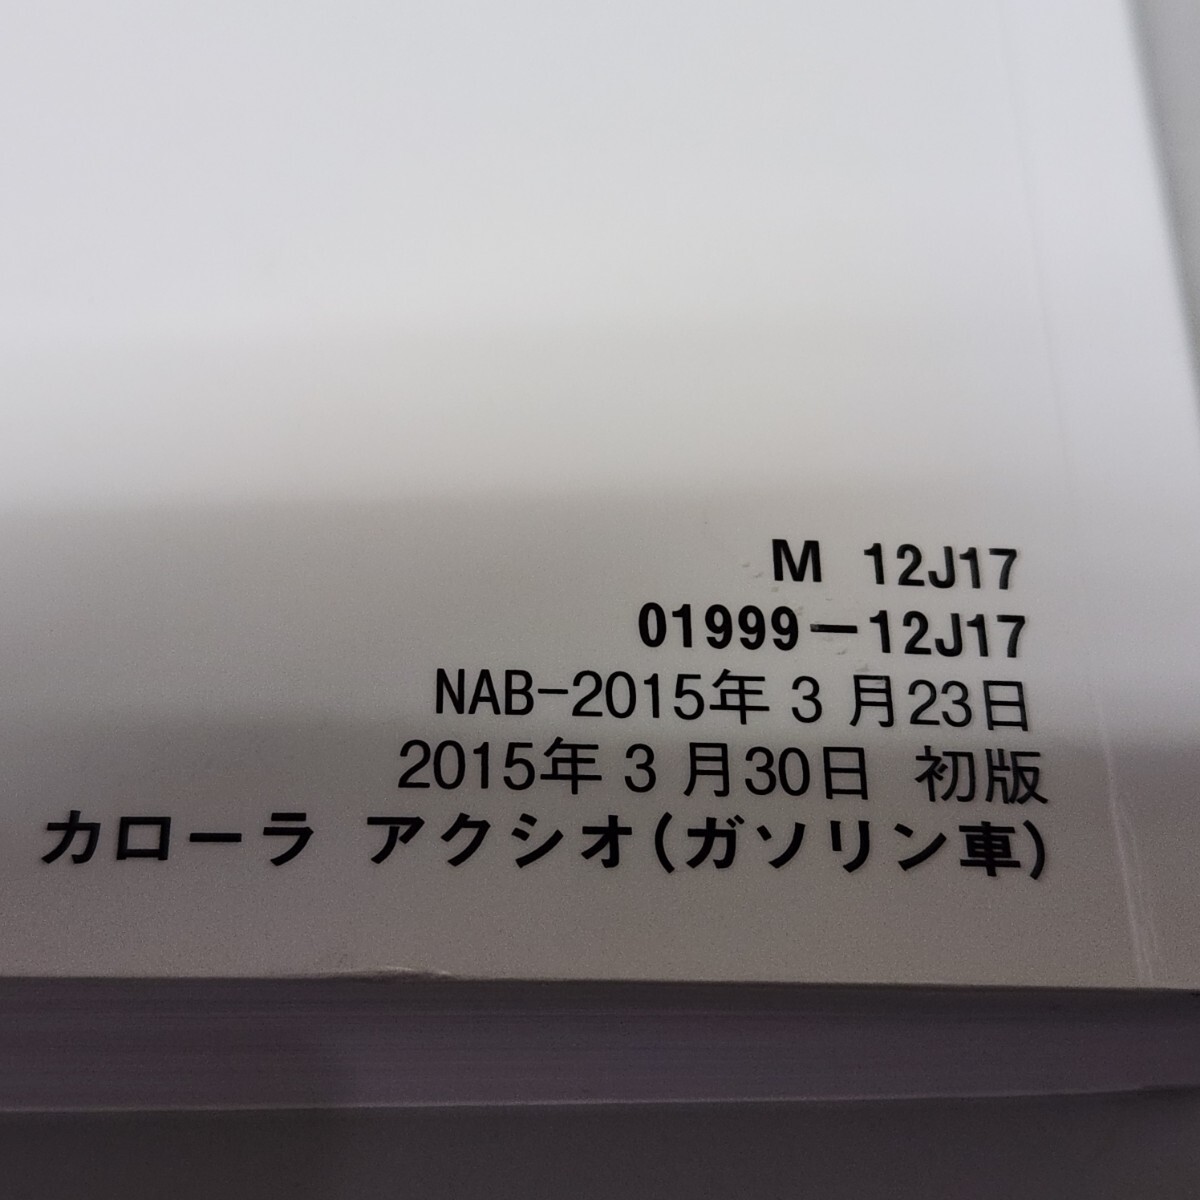 M 12J17
01999-12J17
NAB-2015年3月23日
2015年3月30日 初版
カローラ アクシオ(ガソリン車)